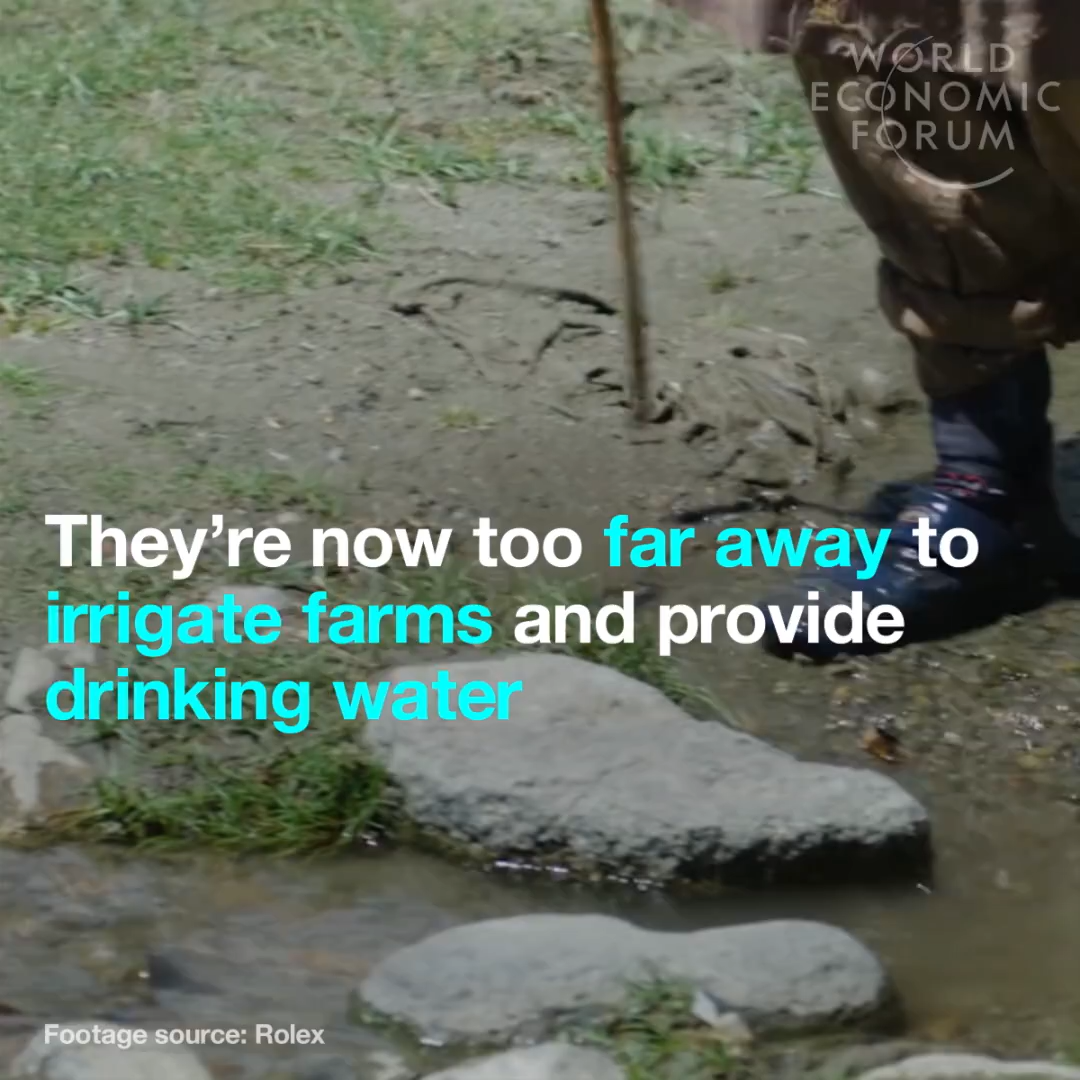 WORLD
ECONOMIC
FORUM
They’re now too far away to
irrigate farms and provide
drinking water
Footage source: Rolex